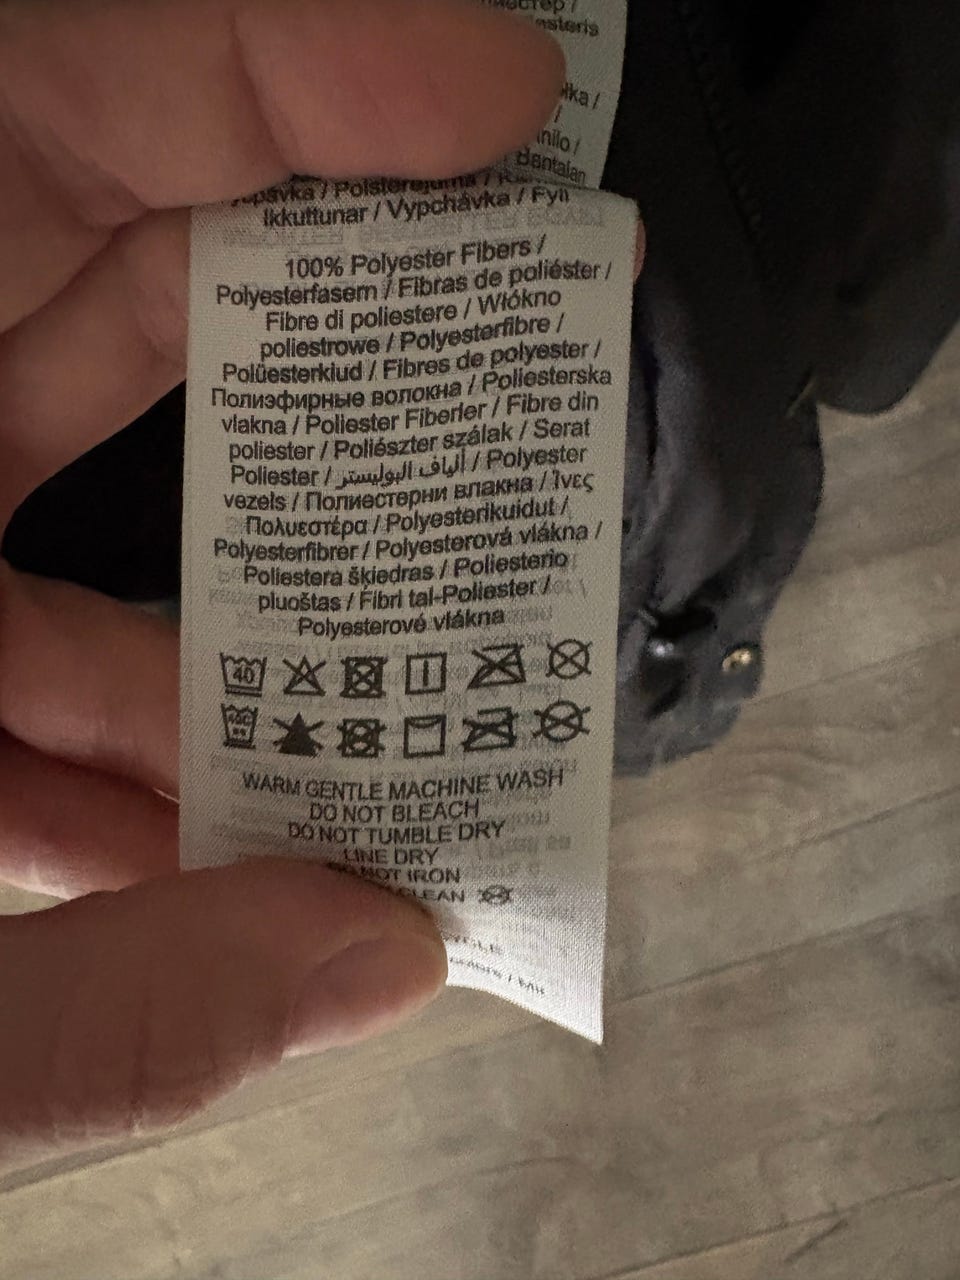 Ikkuttunar / Vypchávka / Fyll
100% Polyester Fibers /
Polyesterfasern / Fibras de poliéster /
Fibre di poliestere / Włókno
poliestrowe / Polyesterfibre /
Polüesterkiud / Fibres de polyester /
Полиэфирные волокна / Poliesterska
vlakna / Poliester Fiberler / Fibre din
poliester / Poliészter szálak / Serat
Poliester / ألياف البوليستر / Polyester
vezels / Полиестерни влакна / Ίνες
Πολυεστέρα / Polyesterikuidut /
Polyesterfibrer / Polyesterová vlákna /
Poliestera šķiedras / Poliesterio
pluoštas / Fibri tal-Poliester /
Polyesterové vlákna
40
WARM GENTLE MACHINE WASH
DO NOT BLEACH
DO NOT TUMBLE DRY
LINE DRY
NOT IRON
CLEAN